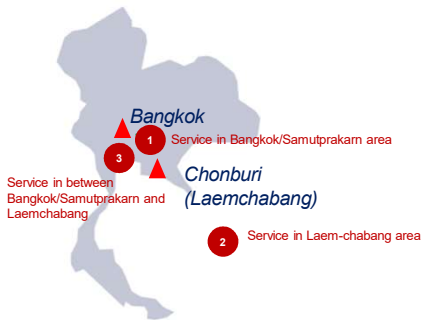 Bangkok
1
Service in Bangkok/Samutprakarn area
3
Service in between
Bangkok/Samutprakarn and
Laemchabang
Chonburi
(Laemchabang)
2
Service in Laem-chabang area